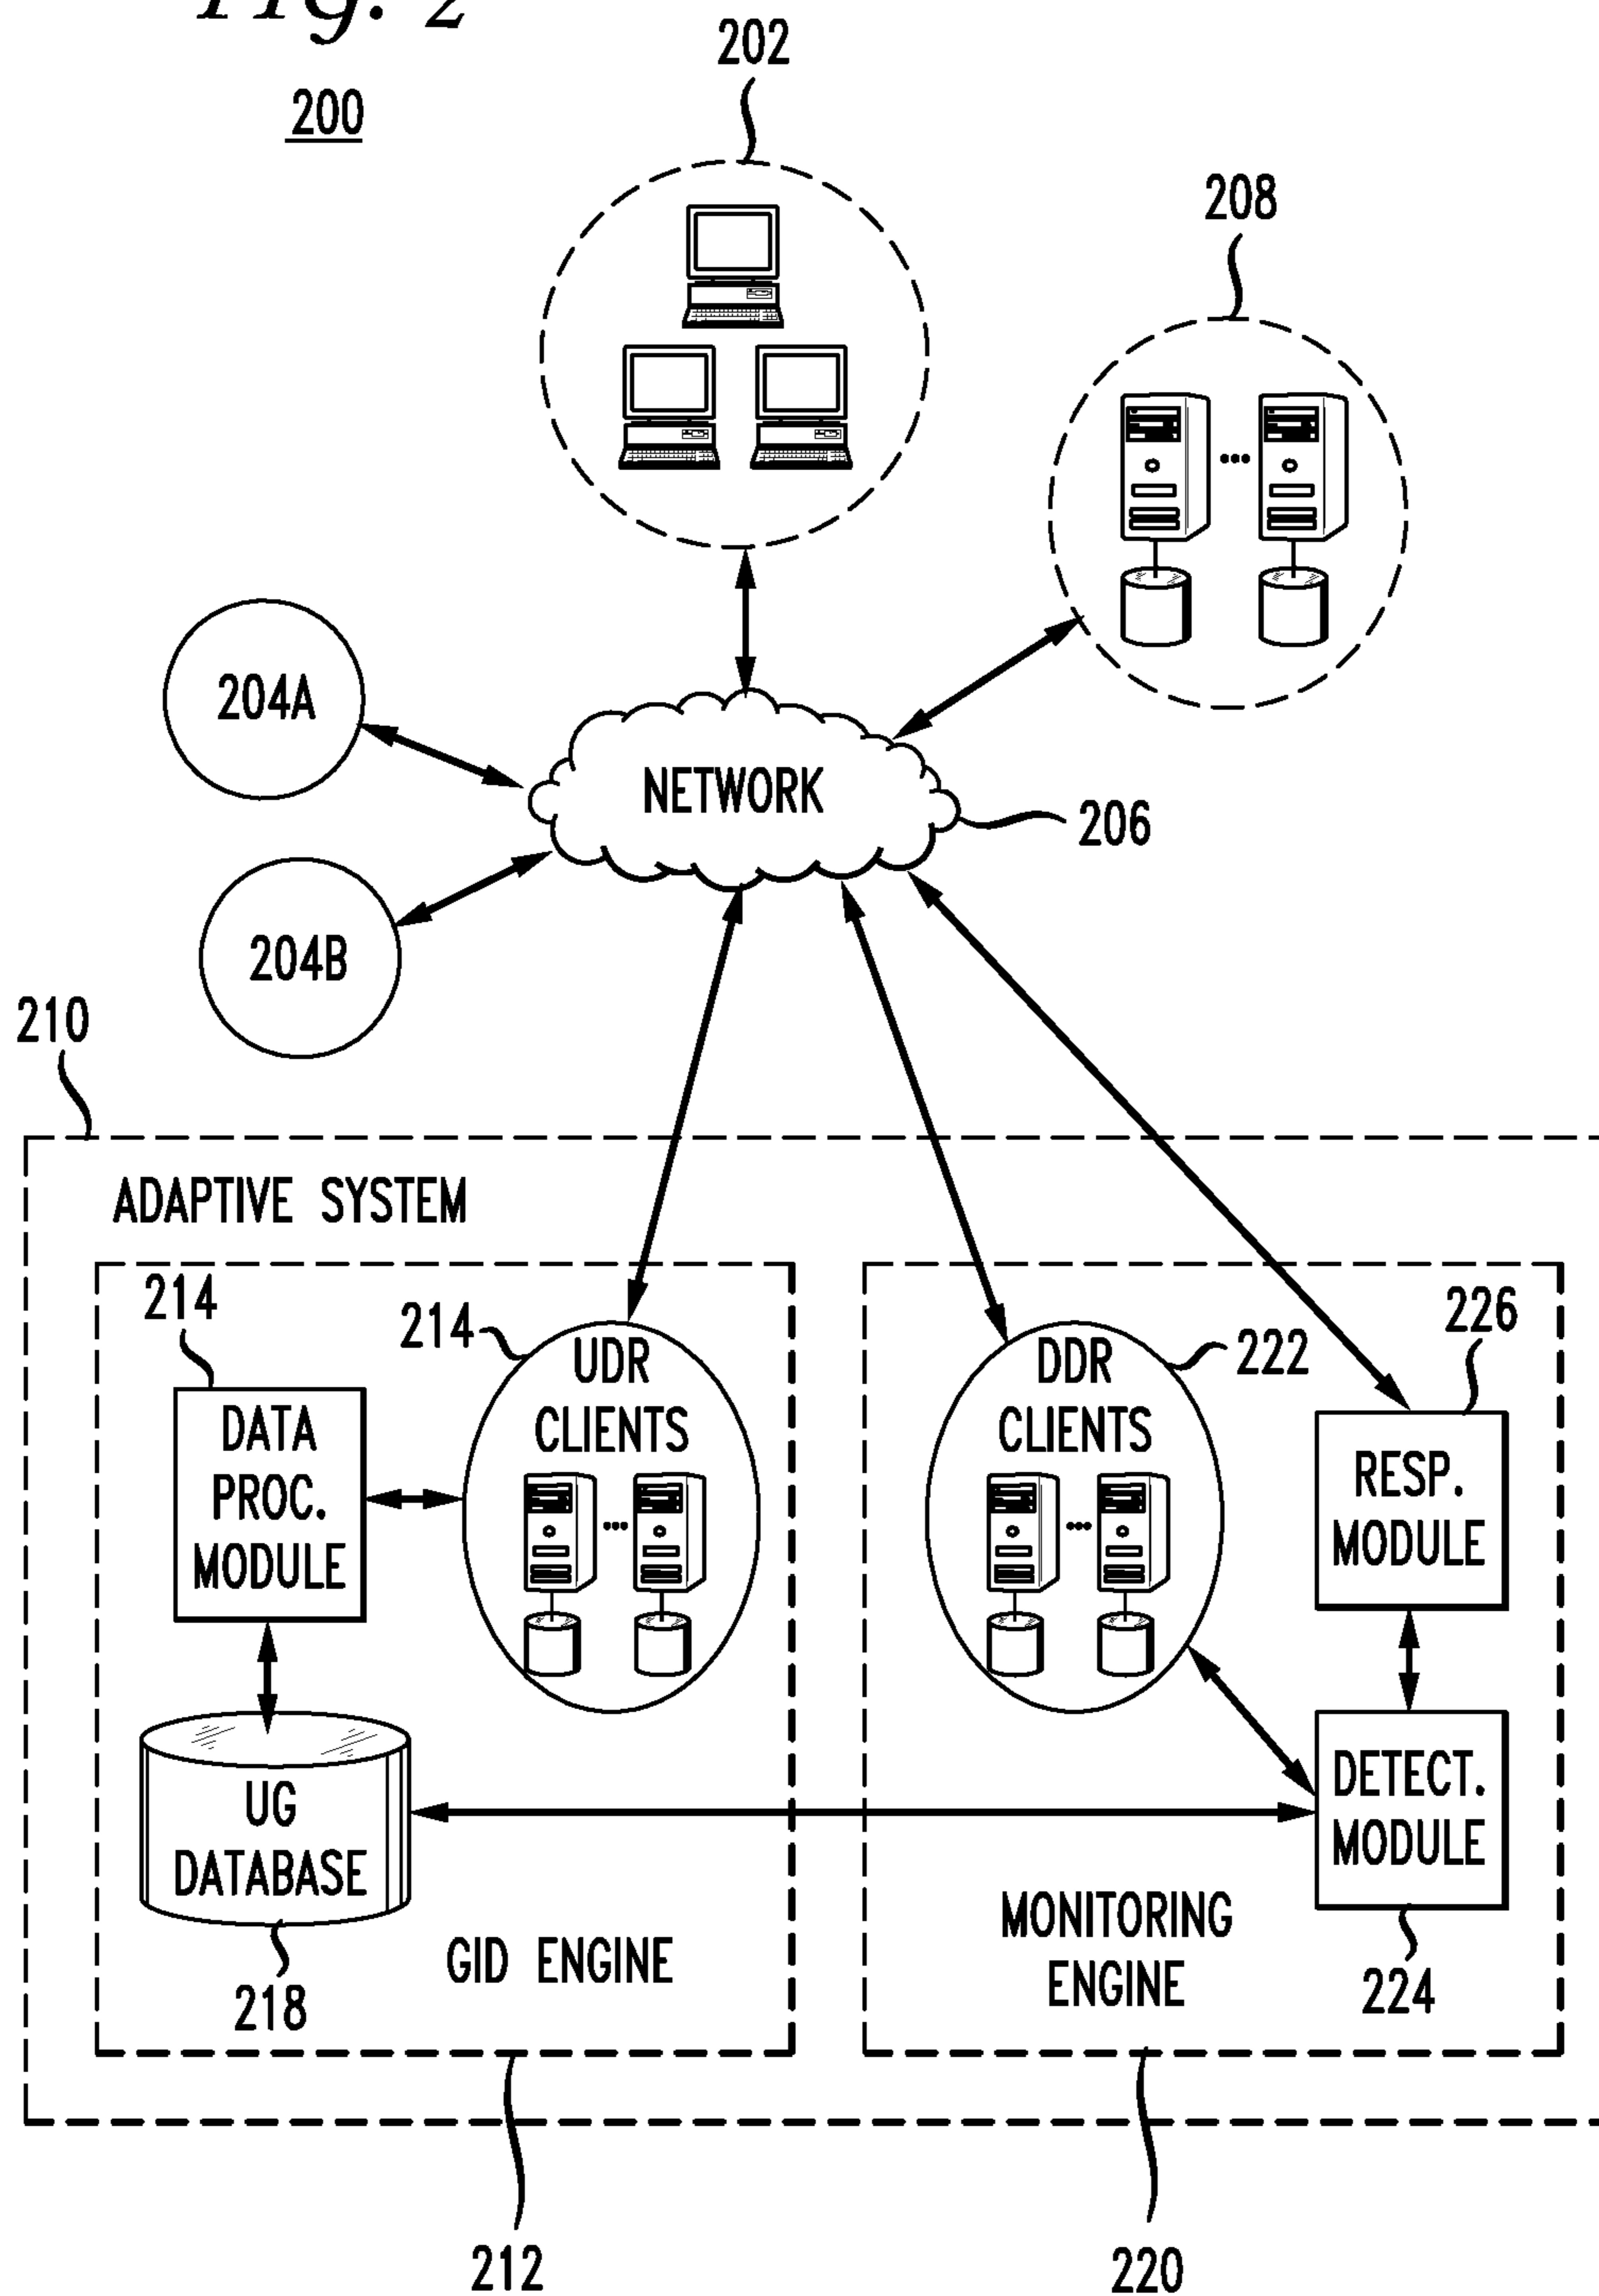 Fig. 2
200
202
208
204A
NETWORK
206
204B
210
ADAPTIVE SYSTEM
214
214
UDR
CLIENTS
DDR
CLIENTS
222
226
DATA
PROC.
MODULE
RESP.
MODULE
UG
DATABASE
DETECT.
MODULE
218
GID ENGINE
MONITORING
ENGINE
224
212
220